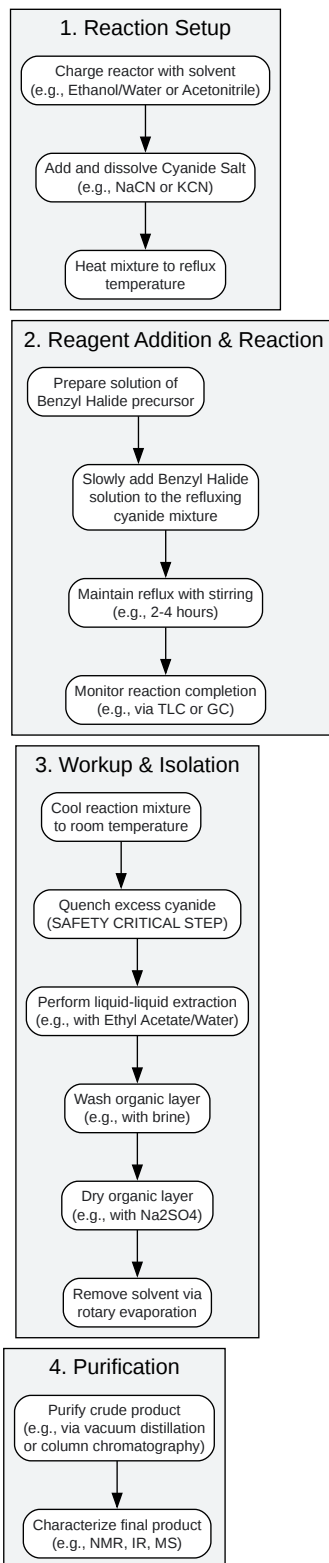 1. Reaction Setup
Charge reactor with solvent
(e.g., Ethanol/Water or Acetonitrile)
Add and dissolve Cyanide Salt
(e.g., NaCN or KCN)
Heat mixture to reflux
temperature
2. Reagent Addition & Reaction
Prepare solution of
Benzyl Halide precursor
Slowly add Benzyl Halide
solution to the refluxing
cyanide mixture
Maintain reflux with stirring
(e.g., 2-4 hours)
Monitor reaction completion
(e.g., via TLC or GC)
3. Workup & Isolation
Cool reaction mixture
to room temperature
Quench excess cyanide
(SAFETY CRITICAL STEP)
Perform liquid-liquid extraction
(e.g., with Ethyl Acetate/Water)
Wash organic layer
(e.g., with brine)
Dry organic layer
(e.g., with Na2SO4)
Remove solvent via
rotary evaporation
4. Purification
Purify crude product
(e.g., via vacuum distillation
or column chromatography)
Characterize final product
(e.g., NMR, IR, MS)